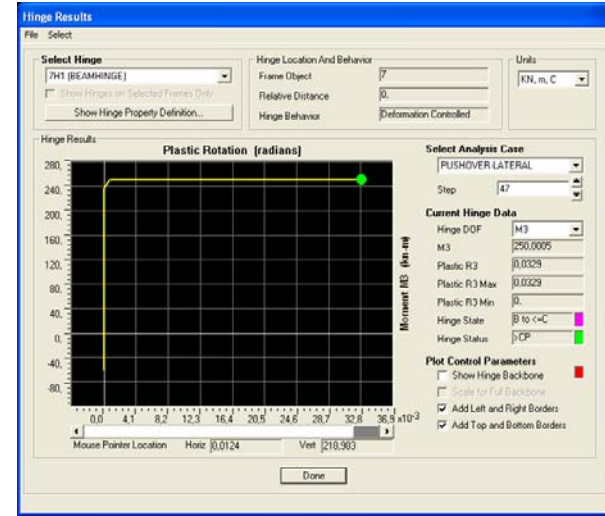 Hinge Results
File Select
Select Hinge
7H1 (BEAMHINGE)
Show Hinges on Selected Frames Only
Show Hinge Property Definition...
Hinge Location And Behavior
Frame Object 7
Relative Distance 0,
Hinge Behavior Deformation Controlled
Units
KN, m, C
Hinge Results
Plastic Rotation (radians)
280,
240,
200,
160,
120,
80,
40,
0,
-40,
-80,
Moment M3 (kn-m)
0,0 4,1 8,2 12,3 16,4 20,5 24,6 28,7 32,8 36,9 x10-3
Mouse Pointer Location Horiz 0,0124 Vert 218,983
Select Analysis Case
PUSHOVER-LATERAL
Step 47
Current Hinge Data
Hinge DOF M3
M3 250,0005
Plastic R3 0,0329
Plastic R3 Max 0,0329
Plastic R3 Min 0,
Hinge State B to <=C
Hinge Status >CP
Plot Control Parameters
Show Hinge Backbone
Scale for Full Backbone
Add Left and Right Borders
Add Top and Bottom Borders
Done